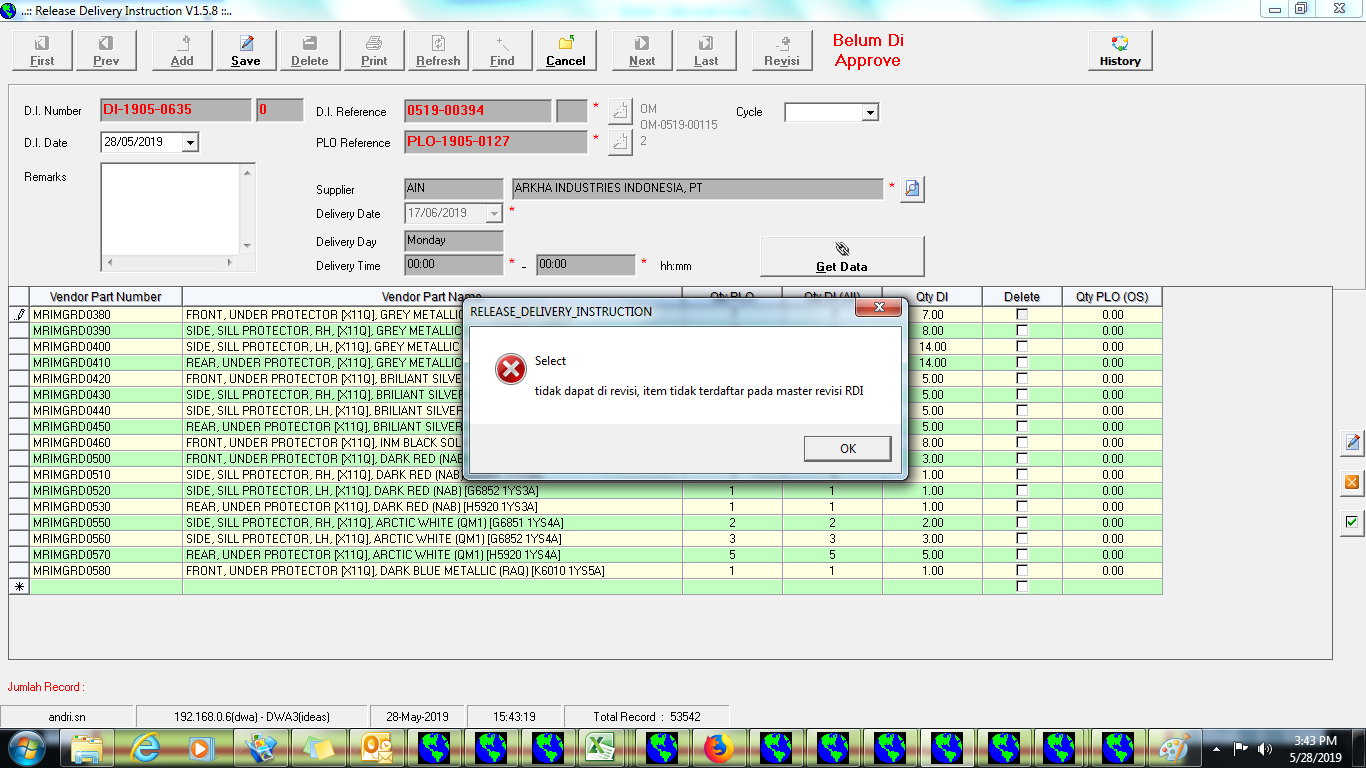 ..:: Release Delivery Instruction V1.5.8 ::..
First Prev Add Save Delete Print Refresh Find Cancel Next Last Revisi
Belum Di
Approve
History
D.I. Number DI-1905-0635 0
D.I. Reference 0519-00394 *
OM
OM-0519-00115
2
Cycle
D.I. Date 28/05/2019
PLO Reference PLO-1905-0127 *
Remarks
Supplier AIN ARKHA INDUSTRIES INDONESIA, PT *
Delivery Date 17/06/2019 *
Delivery Day Monday
Delivery Time 00:00 * - 00:00 * hh:mm
Get Data
Vendor Part Number Vendor Part Name Qty PLO Qty DI (All) Qty DI Delete Qty PLO (OS)
MRIMGRD0380 FRONT, UNDER PROTECTOR [X11Q], GREY METALLIC 7.00 0.00
MRIMGRD0390 SIDE, SILL PROTECTOR, RH, [X11Q], GREY METALLIC 8.00 0.00
MRIMGRD0400 SIDE, SILL PROTECTOR, LH, [X11Q], GREY METALLIC 14.00 0.00
MRIMGRD0410 REAR, UNDER PROTECTOR [X11Q], GREY METALLIC 14.00 0.00
MRIMGRD0420 FRONT, UNDER PROTECTOR [X11Q], BRILIANT SILVER 5.00 0.00
MRIMGRD0430 SIDE, SILL PROTECTOR, RH, [X11Q], BRILIANT SILVER 5.00 0.00
MRIMGRD0440 SIDE, SILL PROTECTOR, LH, [X11Q], BRILIANT SILVER 5.00 0.00
MRIMGRD0450 REAR, UNDER PROTECTOR [X11Q], BRILIANT SILVER 5.00 0.00
MRIMGRD0460 FRONT, UNDER PROTECTOR [X11Q], INM BLACK SOL 8.00 0.00
MRIMGRD0500 FRONT, UNDER PROTECTOR [X11Q], DARK RED (NAB) 3.00 0.00
MRIMGRD0510 SIDE, SILL PROTECTOR, RH, [X11Q], DARK RED (NAB) 1.00 0.00
MRIMGRD0520 SIDE, SILL PROTECTOR, LH, [X11Q], DARK RED (NAB) [G6852 1YS3A] 1 1 1.00 0.00
MRIMGRD0530 REAR, UNDER PROTECTOR [X11Q], DARK RED (NAB) [H5920 1YS3A] 1 1 1.00 0.00
MRIMGRD0550 SIDE, SILL PROTECTOR, RH, [X11Q], ARCTIC WHITE (QM1) [G6851 1YS4A] 2 2 2.00 0.00
MRIMGRD0560 SIDE, SILL PROTECTOR, LH, [X11Q], ARCTIC WHITE (QM1) [G6852 1YS4A] 3 3 3.00 0.00
MRIMGRD0570 REAR, UNDER PROTECTOR [X11Q], ARCTIC WHITE (QM1) [H5920 1YS4A] 5 5 5.00 0.00
MRIMGRD0580 FRONT, UNDER PROTECTOR [X11Q], DARK BLUE METALLIC (RAQ) [K6010 1YS5A] 1 1 1.00 0.00
RELEASE_DELIVERY_INSTRUCTION
Select
tidak dapat di revisi, item tidak terdaftar pada master revisi RDI
OK
Jumlah Record :
andri.sn 192.168.0.6(dwa) - DWA3(ideas) 28-May-2019 15:43:19 Total Record : 53542
3:43 PM
5/28/2019